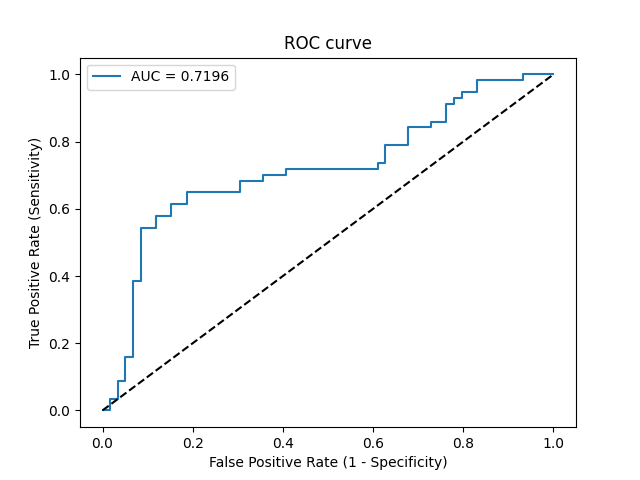 ROC curve
AUC = 0.7196
True Positive Rate (Sensitivity)
1.0
0.8
0.6
0.4
0.2
0.0
0.0 0.2 0.4 0.6 0.8 1.0
False Positive Rate (1 - Specificity)